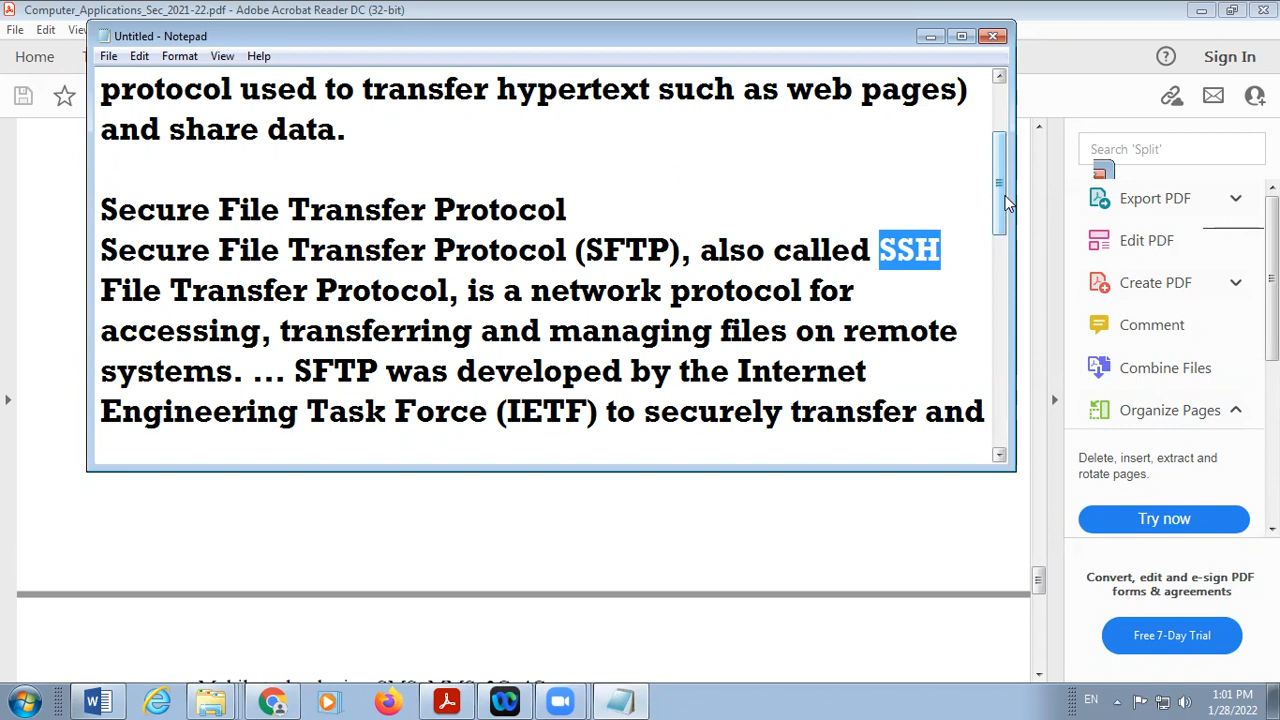 Computer_Applications_Sec_2021-22.pdf - Adobe Acrobat Reader DC (32-bit)
File Edit
Home
Sign In
Untitled - Notepad
File Edit Format View Help
protocol used to transfer hypertext such as web pages)
and share data.
Secure File Transfer Protocol
Secure File Transfer Protocol (SFTP), also called SSH
File Transfer Protocol, is a network protocol for
accessing, transferring and managing files on remote
systems. ... SFTP was developed by the Internet
Engineering Task Force (IETF) to securely transfer and
Search 'Split'
Export PDF
Edit PDF
Create PDF
Comment
Combine Files
Organize Pages
Delete, insert, extract and
rotate pages.
Try now
Convert, edit and e-sign PDF
forms & agreements
Free 7-Day Trial
EN
1:01 PM
1/28/2022